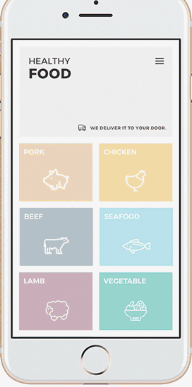 HEALTHY
FOOD
WE DELIVER IT TO YOUR DOOR.
PORK
CHICKEN
BEEF
SEAFOOD
LAMB
VEGETABLE